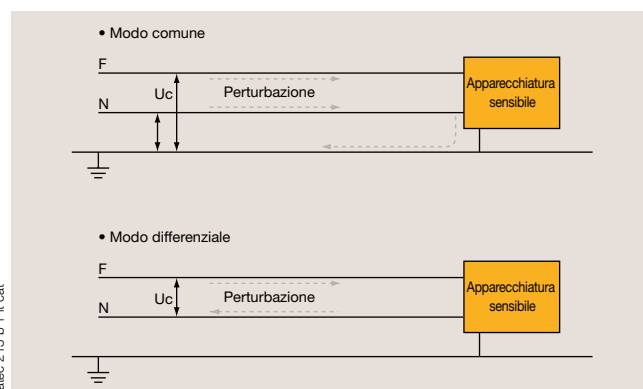 • Modo comune
F
Uc
Perturbazione
N
Apparecchiatura
sensibile
• Modo differenziale
F
Uc
Perturbazione
N
Apparecchiatura
sensibile